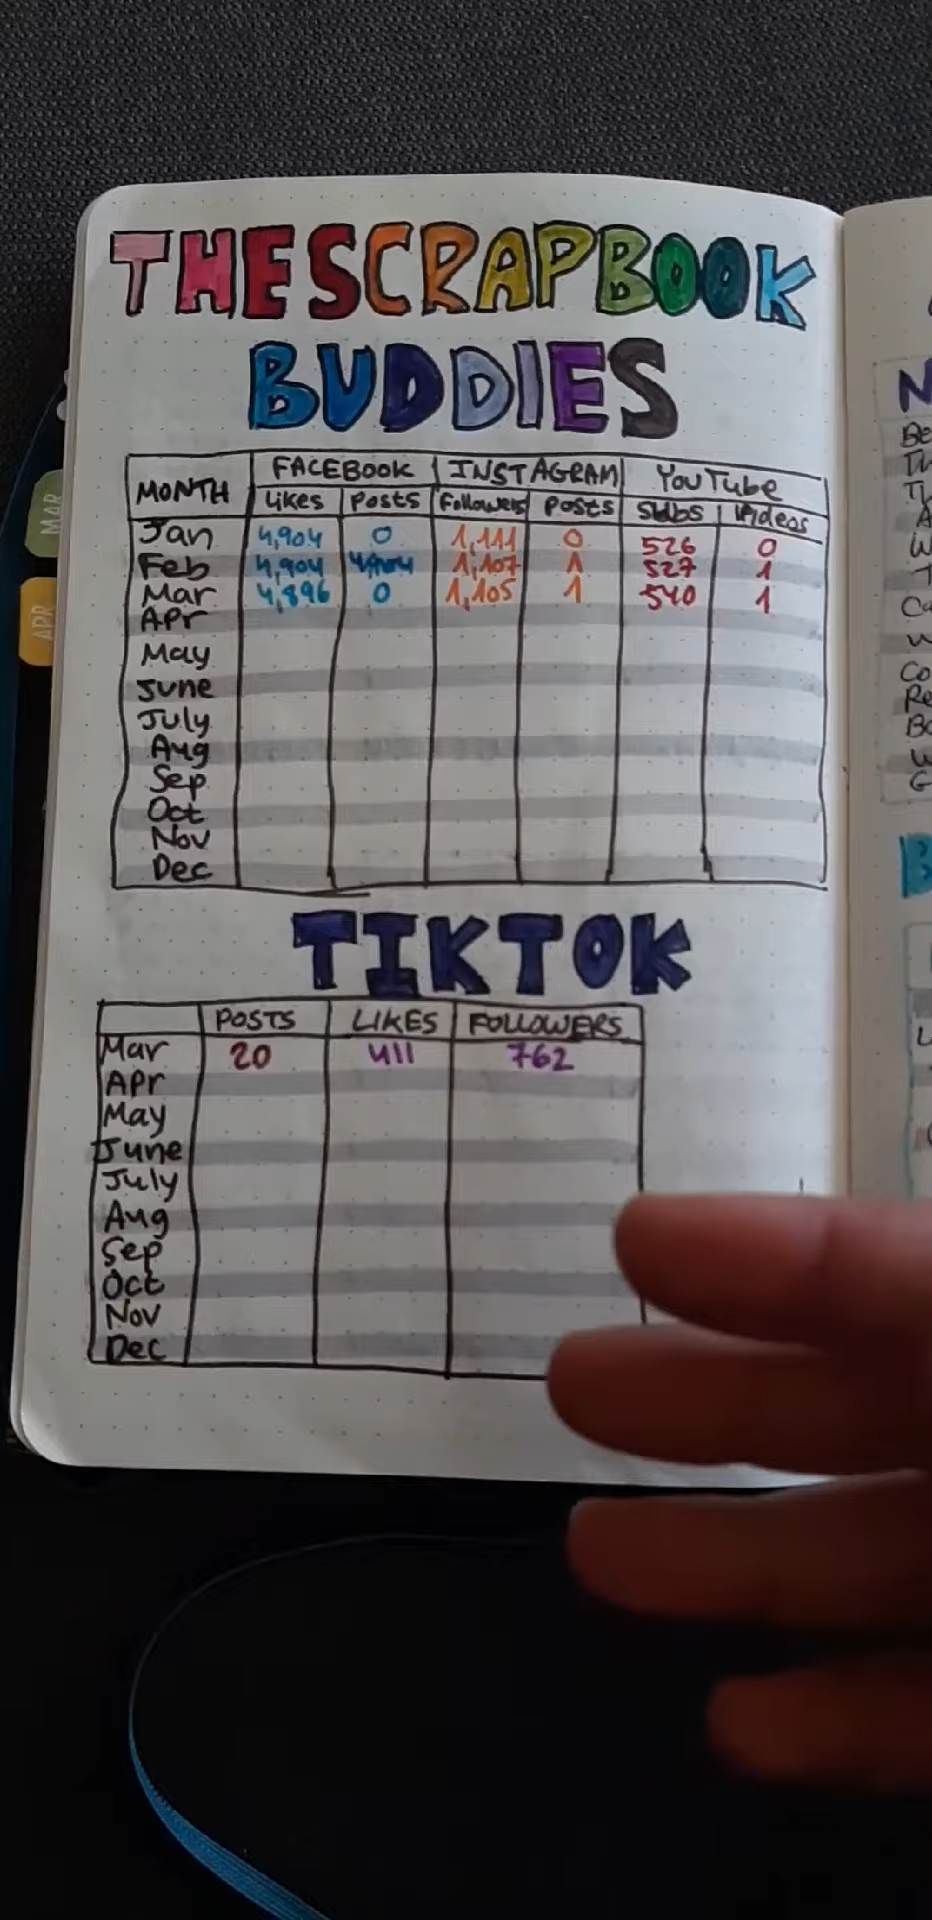 THESCRAPBOOK
BUDDIES
MONTH FACEBOOK INSTAGRAM YouTube
Likes Posts Followers Posts Subs Videos
Jan 4,904 0 1,111 0 526 0
Feb 4,904 1,107 1 527 1
Mar 4,896 0 1,105 1 540 1
Apr
May
June
July
Aug
Sep
Oct
Nov
Dec
TIKTOK
POSTS LIKES FOLLOWERS
Mar 20 411 762
Apr
May
June
July
Aug
Sep
Oct
Nov
Dec
MAR
APR